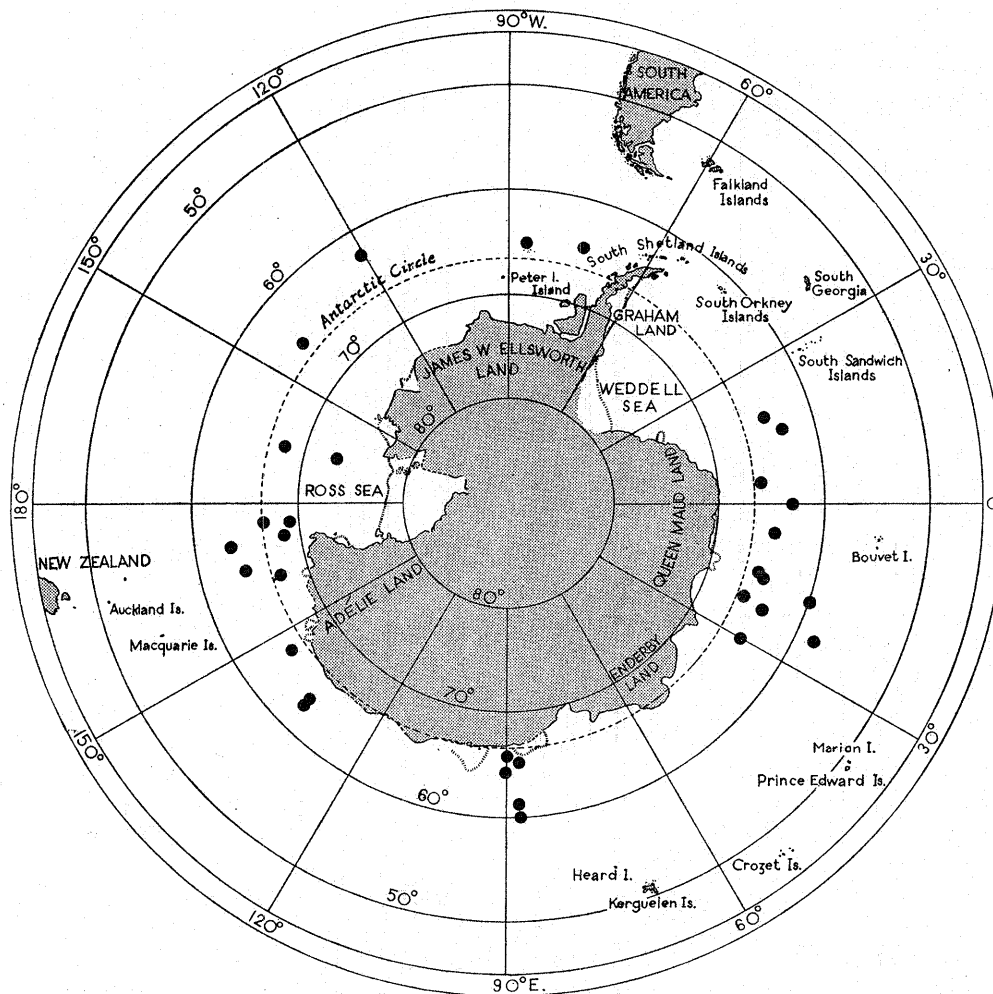 90°W.
120°
60°
SOUTH
AMERICA
50°
Falkland
Islands
150°
60°
Antarctic Circle
South Shetland Islands
30°
Peter I.
Island
South
Georgia
South Orkney
Islands
GRAHAM
LAND
70°
JAMES W ELLSWORTH
LAND
South Sandwich
Islands
WEDDELL
SEA
80°
ROSS SEA
QUEEN MAUD LAND
180°
0
NEW ZEALAND
Bouvet I.
ADELIE LAND
80°
Auckland Is.
Macquarie Is.
ENDERBY
LAND
70°
150°
30°
Marion I.
Prince Edward Is.
60°
Heard I.
Crozet Is.
50°
Kerguelen Is.
120°
60°
90°E.